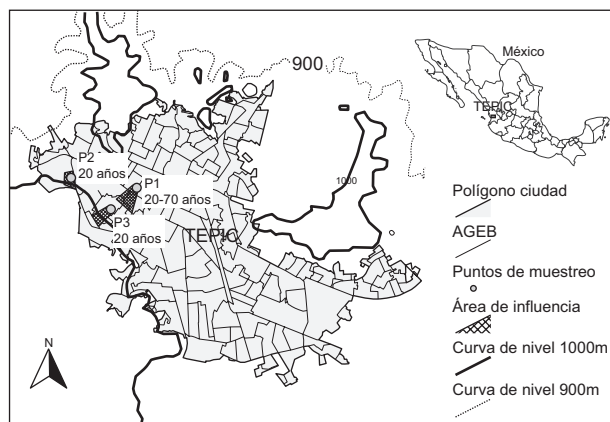 900
México
TEPIC
P2
20 años
P1
20-70 años
P3
20 años
TEPIC
1000
Polígono ciudad
AGEB
Puntos de muestreo
Área de influencia
Curva de nivel 1000m
Curva de nivel 900m
N